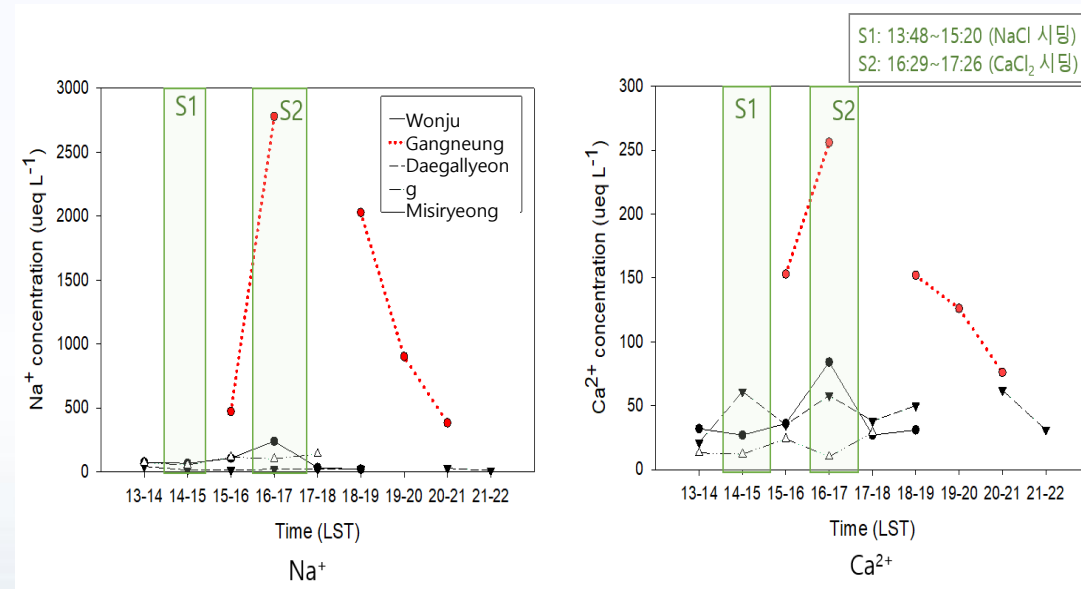 S1: 13:48~15:20 (NaCl 시딩)
S2: 16:29~17:26 (CaCl₂ 시딩)
Na⁺ concentration (ueq L⁻¹)
3000
2500
2000
1500
1000
500
0
S1
S2
Wonju
Gangneung
Daegallyeon
g
Misiryeong
13-14 14-15 15-16 16-17 17-18 18-19 19-20 20-21 21-22
Time (LST)
Na⁺
Ca²⁺ concentration (ueq L⁻¹)
300
250
200
150
100
50
0
S1
S2
13-14 14-15 15-16 16-17 17-18 18-19 19-20 20-21 21-22
Time (LST)
Ca²⁺